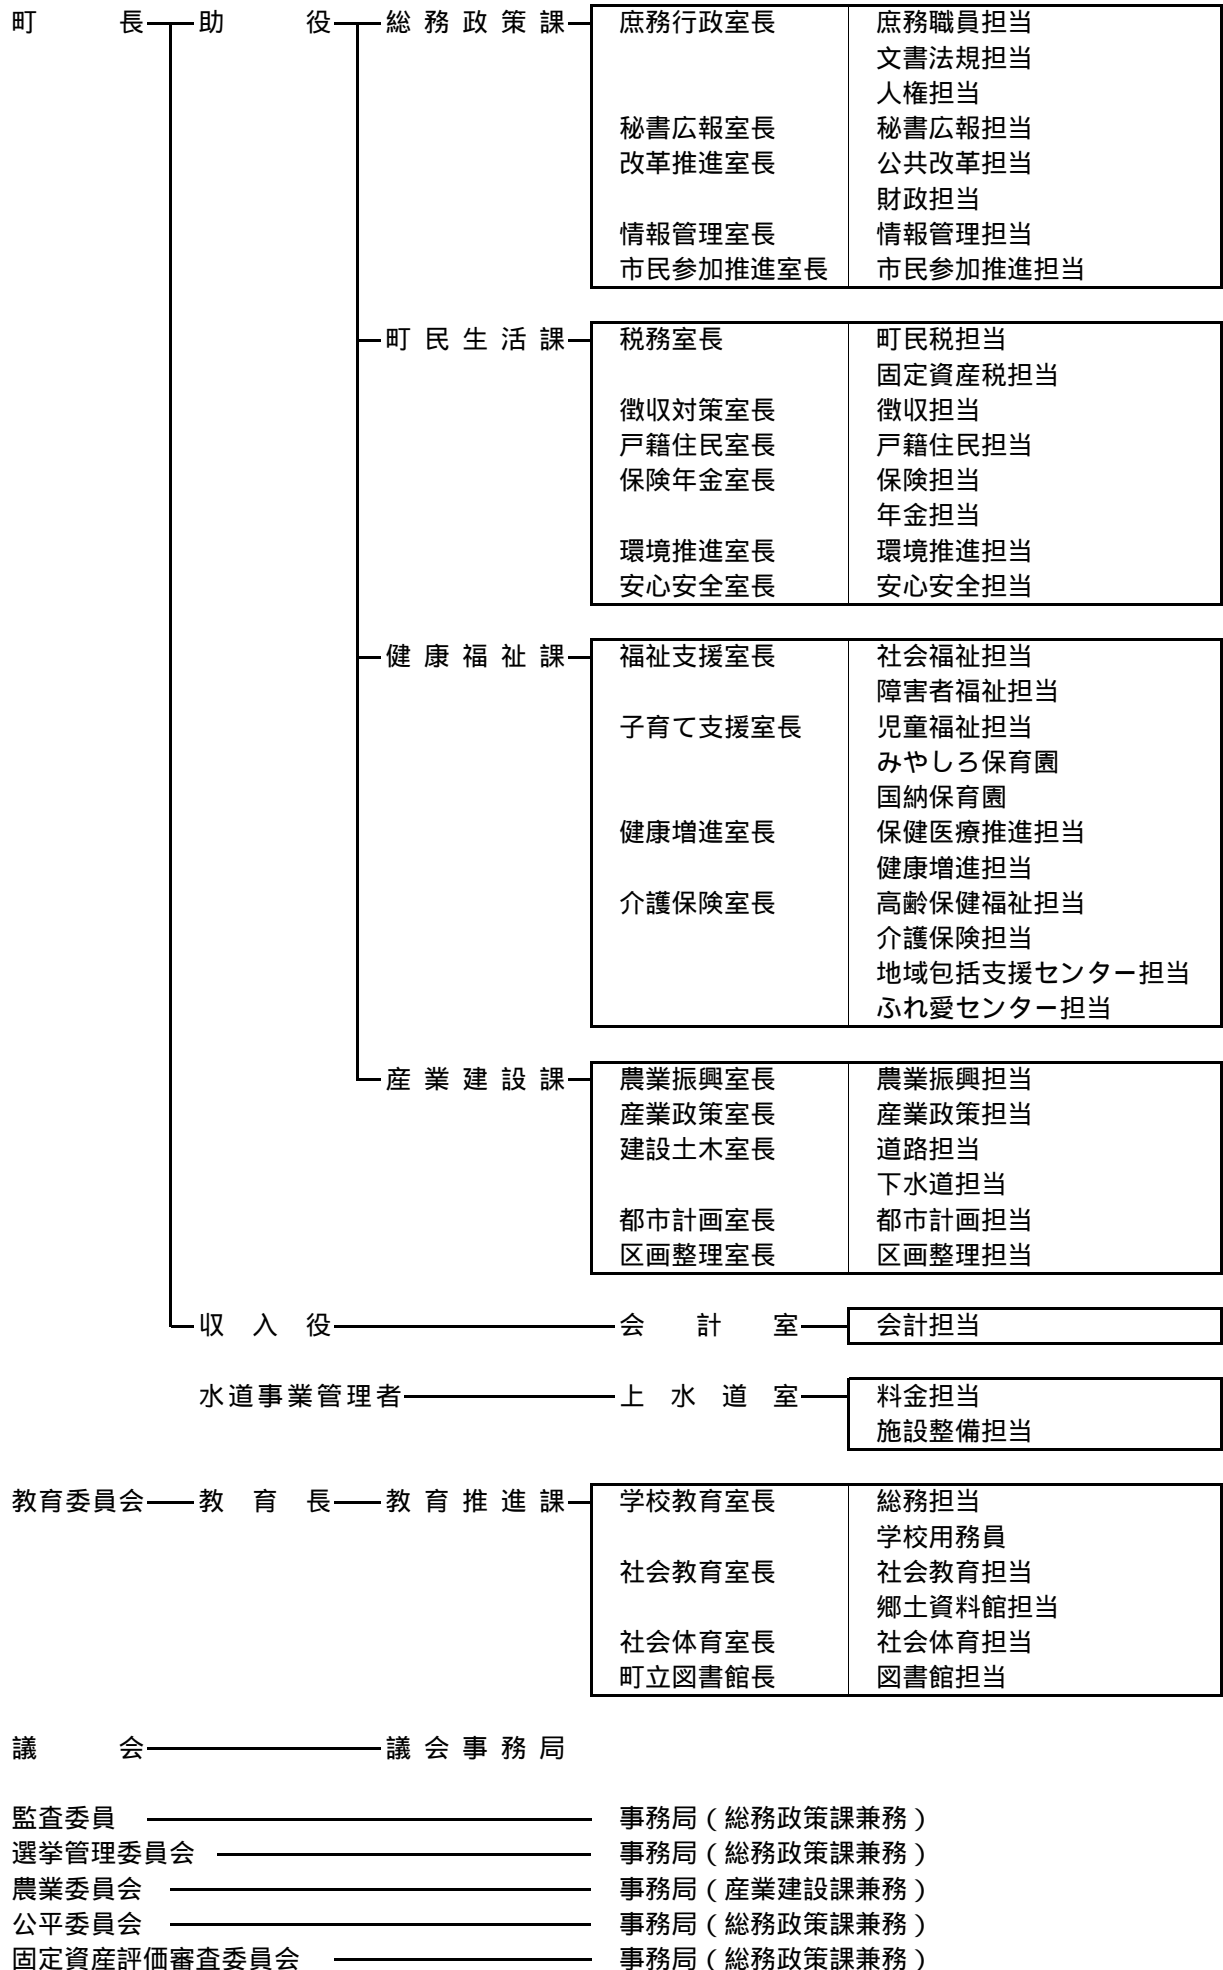 町長 助役 総務政策課 庶務行政室長 庶務職員担当
文書法規担当
人権担当
秘書広報室長 秘書広報担当
改革推進室長 公共改革担当
財政担当
情報管理室長 情報管理担当
市民参加推進室長 市民参加推進担当
町民生活課 税務室長 町民税担当
固定資産税担当
徴収対策室長 徴収担当
戸籍住民室長 戸籍住民担当
保険年金室長 保険担当
年金担当
環境推進室長 環境推進担当
安心安全室長 安心安全担当
健康福祉課 福祉支援室長 社会福祉担当
障害者福祉担当
子育て支援室長 児童福祉担当
みやしろ保育園
国納保育園
健康増進室長 保健医療推進担当
健康増進担当
介護保険室長 高齢保健福祉担当
介護保険担当
地域包括支援センター担当
ふれ愛センター担当
産業建設課 農業振興室長 農業振興担当
産業政策室長 産業政策担当
建設土木室長 道路担当
下水道担当
都市計画室長 都市計画担当
区画整理室長 区画整理担当
収入役 会計室 会計担当
水道事業管理者 上水道室 料金担当
施設整備担当
教育委員会 教育長 教育推進課 学校教育室長 総務担当
学校用務員
社会教育室長 社会教育担当
郷土資料館担当
社会体育室長 社会体育担当
町立図書館長 図書館担当
議会 議会事務局
監査委員 事務局(総務政策課兼務)
選挙管理委員会 事務局(総務政策課兼務)
農業委員会 事務局(産業建設課兼務)
公平委員会 事務局(総務政策課兼務)
固定資産評価審査委員会 事務局(総務政策課兼務)